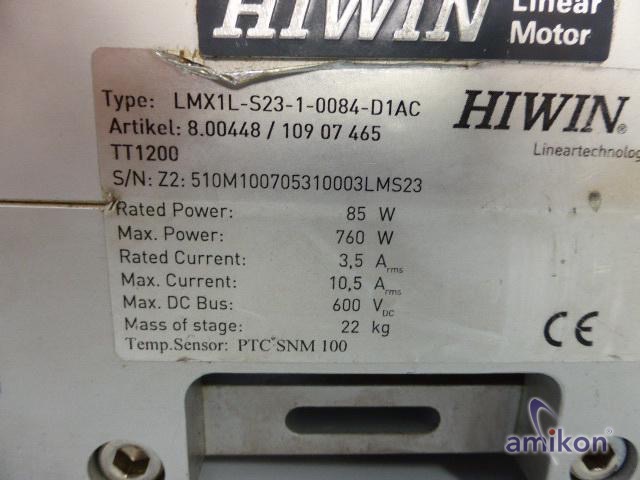 HIWIN Linear
Motor
Type: LMX1L-S23-1-0084-D1AC
Artikel: 8.00448 / 109 07 465
TT1200
S/N: Z2: 510M100705310003LMS23
HIWIN®
Lineartechnolog
Rated Power: 85 W
Max. Power: 760 W
Rated Current: 3,5 Arms
Max. Current: 10,5 Arms
Max. DC Bus: 600 VDC
Mass of stage: 22 kg
Temp.Sensor: PTC SNM 100
CE
amikon